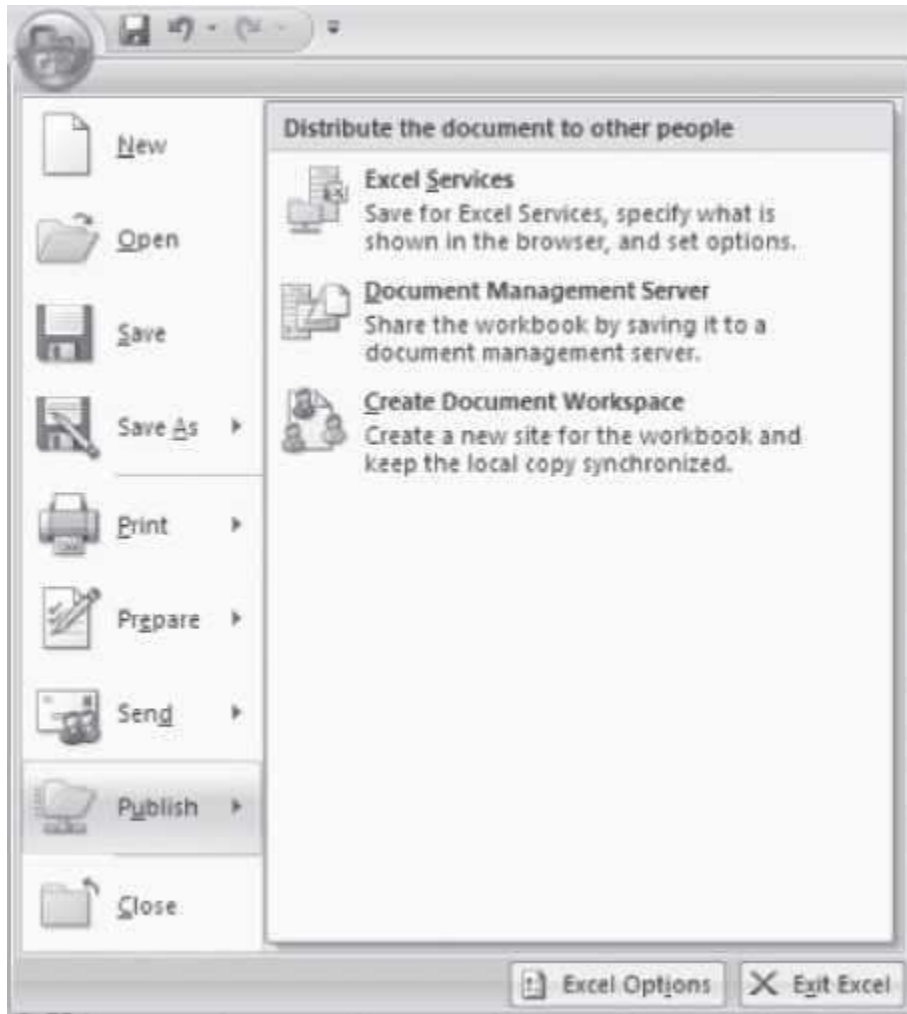 New
Open
Save
Save As
Print
Prepare
Send
Publish
Close
Distribute the document to other people
Excel Services
Save for Excel Services, specify what is
shown in the browser, and set options.
Document Management Server
Share the workbook by saving it to a
document management server.
Create Document Workspace
Create a new site for the workbook and
keep the local copy synchronized.
Excel Options
Exit Excel